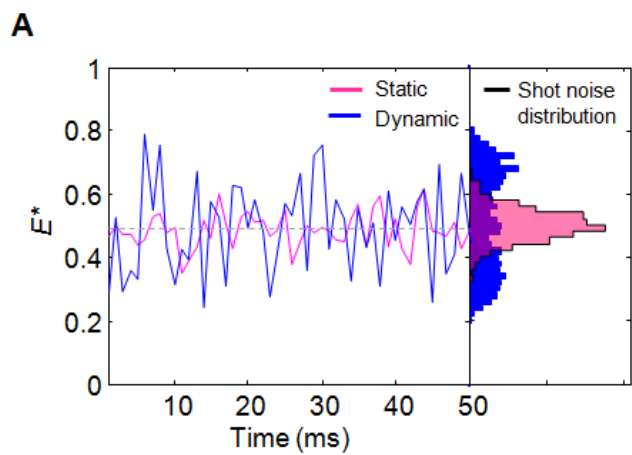 A
1
0.8
0.6
0.4
0.2
0
E*
Static
Dynamic
Shot noise
distribution
10
20
30
40
50
Time (ms)